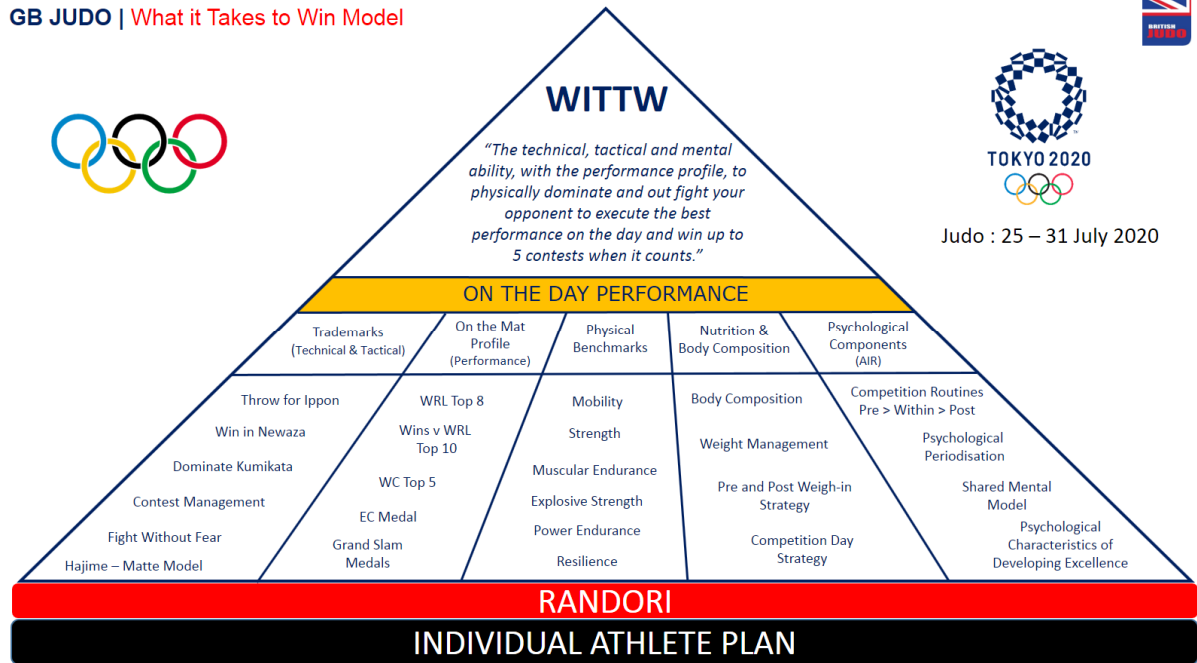 GB JUDO | What it Takes to Win Model
BRITISH
JUDO
WITTW
“The technical, tactical and mental
ability, with the performance profile, to
physically dominate and out fight your
opponent to execute the best
performance on the day and win up to
5 contests when it counts.”
TOKYO 2020
Judo : 25 – 31 July 2020
ON THE DAY PERFORMANCE
Trademarks
(Technical & Tactical)
On the Mat
Profile
(Performance)
Physical
Benchmarks
Nutrition &
Body Composition
Psychological
Components
(AIR)
Throw for Ippon
Win in Newaza
Dominate Kumikata
Contest Management
Fight Without Fear
Hajime – Matte Model
WRL Top 8
Wins v WRL
Top 10
WC Top 5
EC Medal
Grand Slam
Medals
Mobility
Strength
Muscular Endurance
Explosive Strength
Power Endurance
Resilience
Body Composition
Weight Management
Pre and Post Weigh-in
Strategy
Competition Day
Strategy
Competition Routines
Pre > Within > Post
Psychological
Periodisation
Shared Mental
Model
Psychological
Characteristics of
Developing Excellence
RANDORI
INDIVIDUAL ATHLETE PLAN